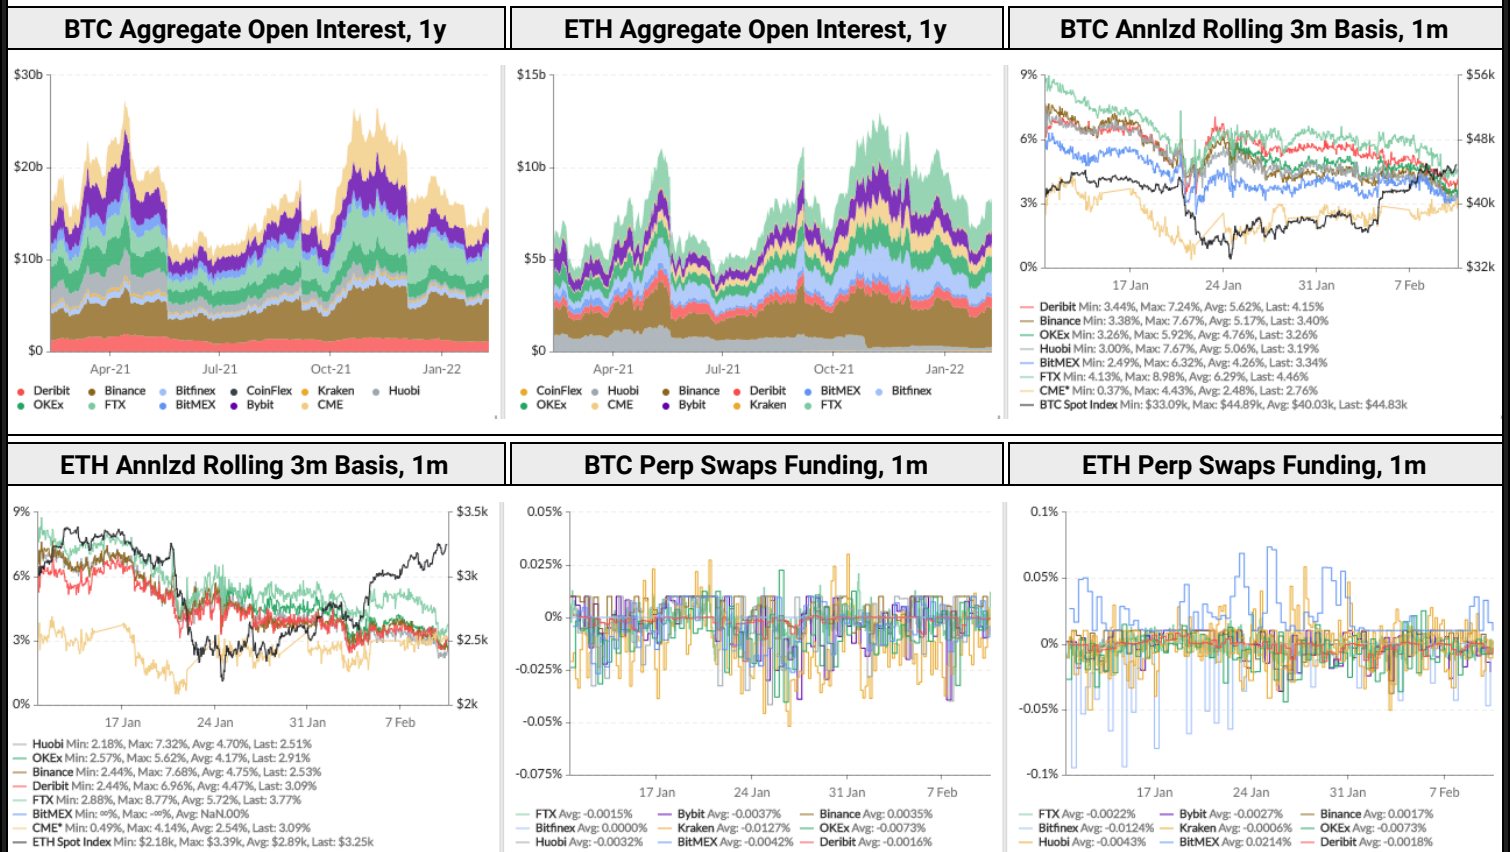 BTC Aggregate Open Interest, 1y
$30b
$20b
$10b
$0
Apr-21 Jul-21 Oct-21 Jan-22
Deribit Binance Bitfinex CoinFlex Kraken Huobi
OKEx FTX BitMEX Bybit CME
ETH Aggregate Open Interest, 1y
$15b
$10b
$5b
$0
Apr-21 Jul-21 Oct-21 Jan-22
CoinFlex Huobi Binance Deribit BitMEX Bitfinex
OKEx CME Bybit Kraken FTX
BTC Annlzd Rolling 3m Basis, 1m
9% $56k
6% $48k
3% $40k
0% $32k
17 Jan 24 Jan 31 Jan 7 Feb
Deribit Min: 3.44%, Max: 7.24%, Avg: 5.62%, Last: 4.15%
Binance Min: 3.38%, Max: 7.67%, Avg: 5.17%, Last: 3.40%
OKEx Min: 3.26%, Max: 5.92%, Avg: 4.76%, Last: 3.26%
Huobi Min: 3.00%, Max: 7.67%, Avg: 5.06%, Last: 3.19%
BitMEX Min: 2.49%, Max: 6.32%, Avg: 4.26%, Last: 3.34%
FTX Min: 4.13%, Max: 8.98%, Avg: 6.29%, Last: 4.46%
CME* Min: 0.37%, Max: 4.43%, Avg: 2.48%, Last: 2.76%
BTC Spot Index Min: $33.09k, Max: $44.89k, Avg: $40.03k, Last: $44.83k
ETH Annlzd Rolling 3m Basis, 1m
9% $3.5k
6% $3k
3% $2.5k
0% $2k
17 Jan 24 Jan 31 Jan 7 Feb
Huobi Min: 2.18%, Max: 7.32%, Avg: 4.70%, Last: 2.51%
OKEx Min: 2.57%, Max: 5.62%, Avg: 4.17%, Last: 2.91%
Binance Min: 2.44%, Max: 7.68%, Avg: 4.75%, Last: 2.53%
Deribit Min: 2.44%, Max: 6.96%, Avg: 4.47%, Last: 3.09%
FTX Min: 2.88%, Max: 8.77%, Avg: 5.72%, Last: 3.77%
BitMEX Min: ∞%, Max: -∞%, Avg: NaN.00%
CME* Min: 0.49%, Max: 4.14%, Avg: 2.54%, Last: 3.09%
ETH Spot Index Min: $2.18k, Max: $3.39k, Avg: $2.89k, Last: $3.25k
BTC Perp Swaps Funding, 1m
0.05%
0.025%
0%
-0.025%
-0.05%
-0.075%
17 Jan 24 Jan 31 Jan 7 Feb
FTX Avg: -0.0015% Bybit Avg: -0.0037% Binance Avg: 0.0035%
Bitfinex Avg: 0.0000% Kraken Avg: -0.0127% OKEx Avg: -0.0073%
Huobi Avg: -0.0032% BitMEX Avg: -0.0042% Deribit Avg: -0.0016%
ETH Perp Swaps Funding, 1m
0.1%
0.05%
0%
-0.05%
-0.1%
17 Jan 24 Jan 31 Jan 7 Feb
FTX Avg: -0.0022% Bybit Avg: -0.0027% Binance Avg: 0.0017%
Bitfinex Avg: -0.0124% Kraken Avg: -0.0006% OKEx Avg: -0.0073%
Huobi Avg: -0.0043% BitMEX Avg: 0.0214% Deribit Avg: -0.0018%